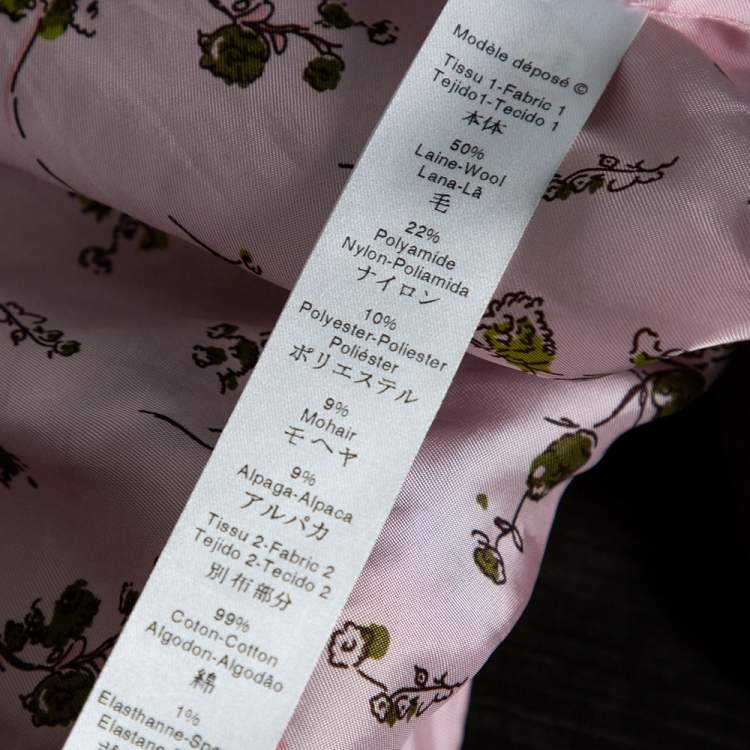 Modèle déposé ©
Tissu 1-Fabric 1
Tejido1-Tecido 1
本体
50%
Laine-Wool
Lana-Lã
毛
22%
Polyamide
Nylon-Poliamida
ナイロン
10%
Polyester-Poliester
Poliéster
ポリエステル
9%
Mohair
モヘヤ
9%
Alpaga-Alpaca
アルパカ
Tissu 2-Fabric 2
Tejido 2-Tecido 2
別布部分
99%
Coton-Cotton
Algodon-Algodão
綿
1%
Elasthanne-Spa
Elastano